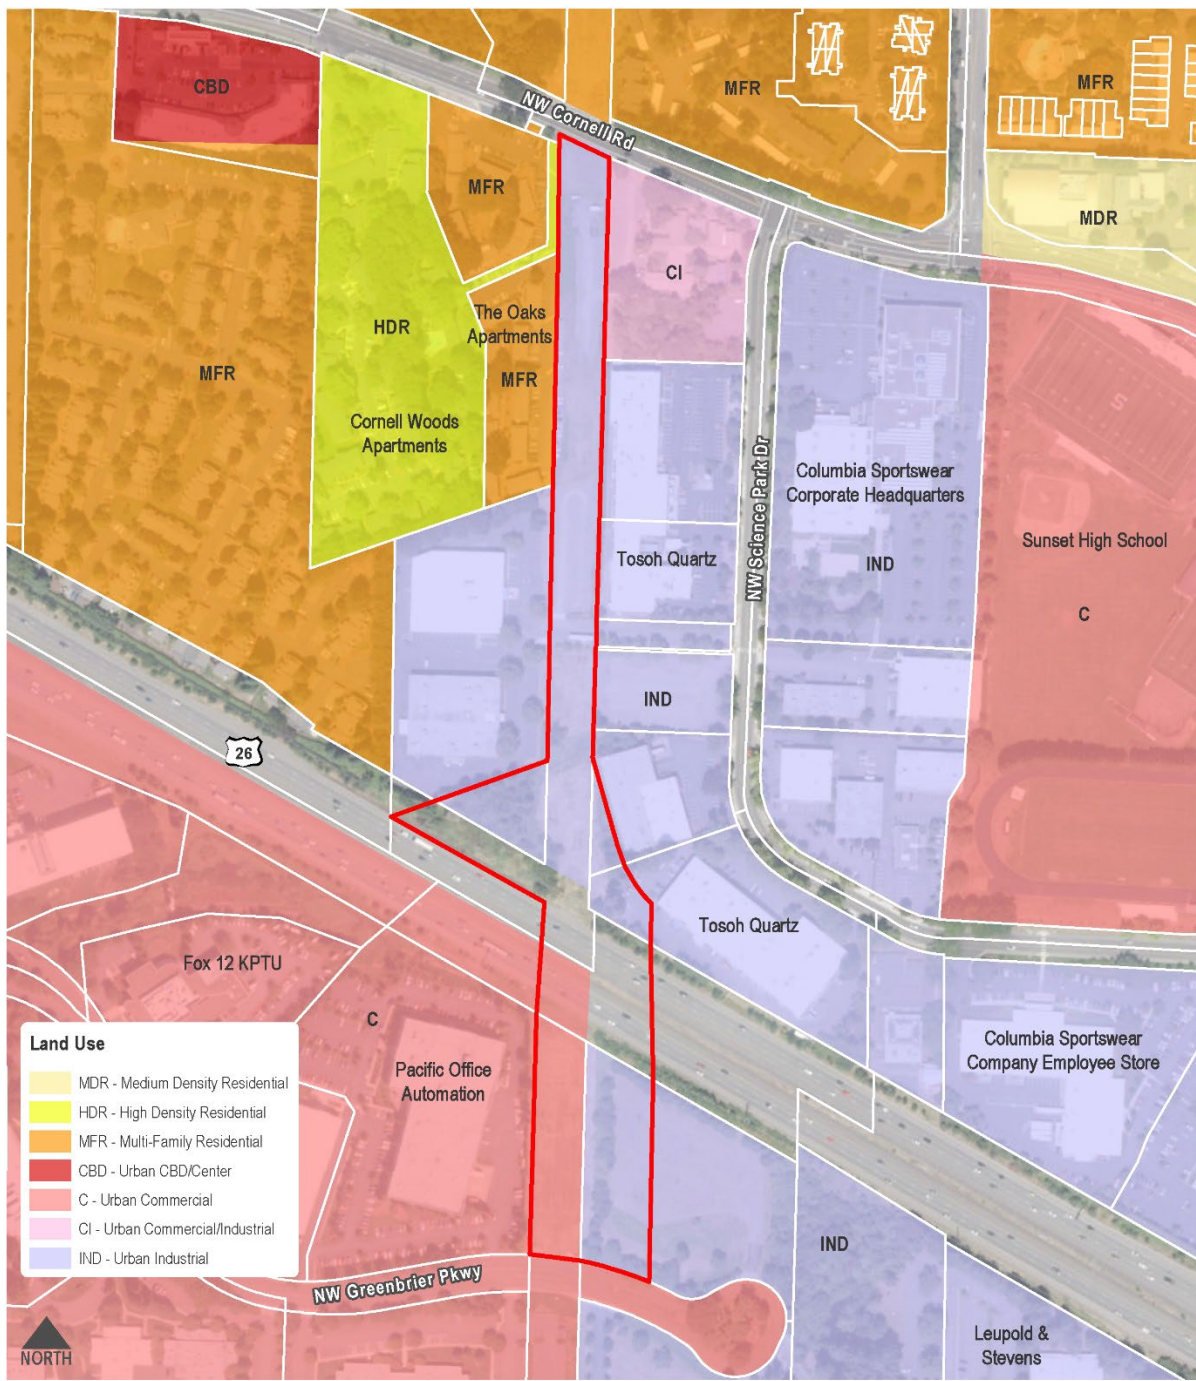 CBD
MFR
MFR
NW Cornell Rd
MFR
MDR
CI
The Oaks
Apartments
HDR
MFR
MFR
Cornell Woods
Apartments
S
Columbia Sportswear
Corporate Headquarters
NW Science Park Dr
Tosoh Quartz
IND
Sunset High School
C
IND
26
Tosoh Quartz
Fox 12 KPTU
C
Pacific Office
Automation
Columbia Sportswear
Company Employee Store
Land Use
MDR - Medium Density Residential
HDR - High Density Residential
MFR - Multi-Family Residential
CBD - Urban CBD/Center
C - Urban Commercial
CI - Urban Commercial/Industrial
IND - Urban Industrial
IND
NW Greenbrier Pkwy
NORTH
Leupold &
Stevens